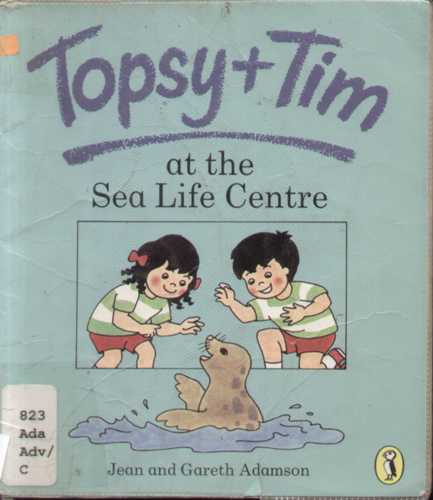 Topsy+Tim
at the
Sea Life Centre
823
Ada
Adv/
C
Jean and Gareth Adamson